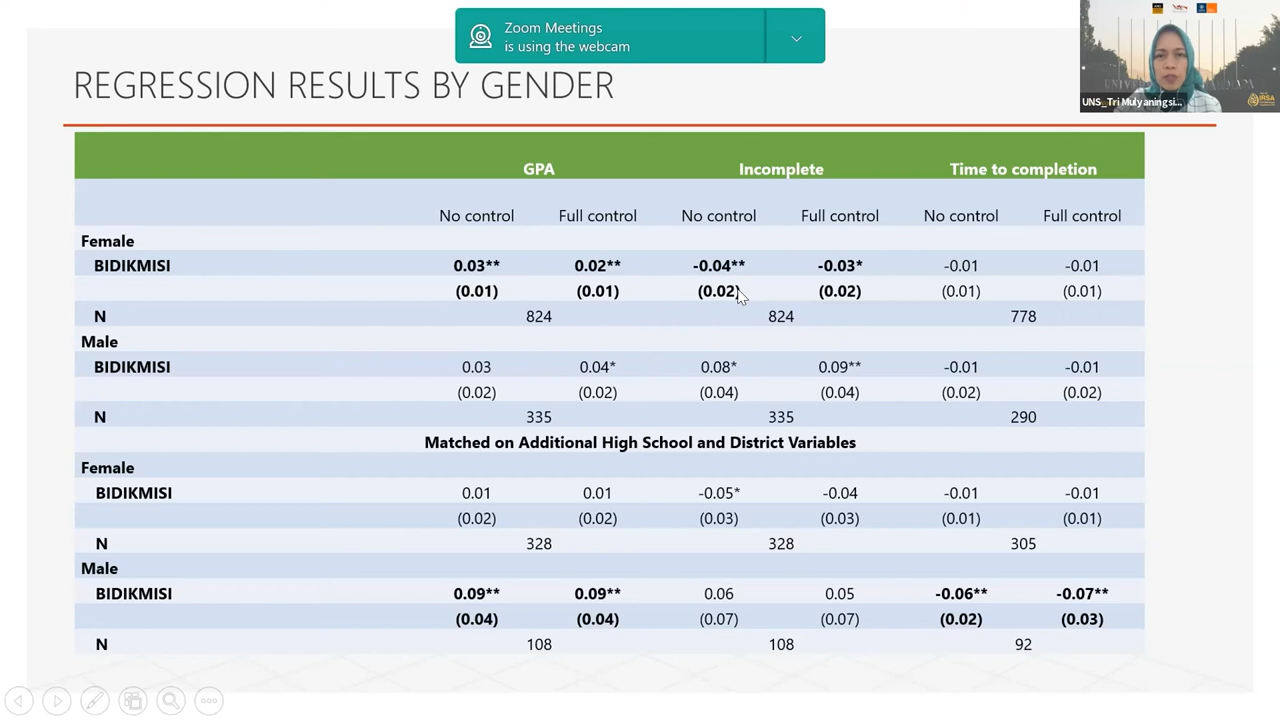 Zoom Meetings
is using the webcam
REGRESSION RESULTS BY GENDER
UNS_Tri Mulyaningsi...
GPA Incomplete Time to completion
No control Full control No control Full control No control Full control
Female
BIDIKMISI 0.03** 0.02** -0.04** -0.03* -0.01 -0.01
(0.01) (0.01) (0.02) (0.02) (0.01) (0.01)
N 824 824 778
Male
BIDIKMISI 0.03 0.04* 0.08* 0.09** -0.01 -0.01
(0.02) (0.02) (0.04) (0.04) (0.02) (0.02)
N 335 335 290
Matched on Additional High School and District Variables
Female
BIDIKMISI 0.01 0.01 -0.05* -0.04 -0.01 -0.01
(0.02) (0.02) (0.03) (0.03) (0.01) (0.01)
N 328 328 305
Male
BIDIKMISI 0.09** 0.09** 0.06 0.05 -0.06** -0.07**
(0.04) (0.04) (0.07) (0.07) (0.02) (0.03)
N 108 108 92